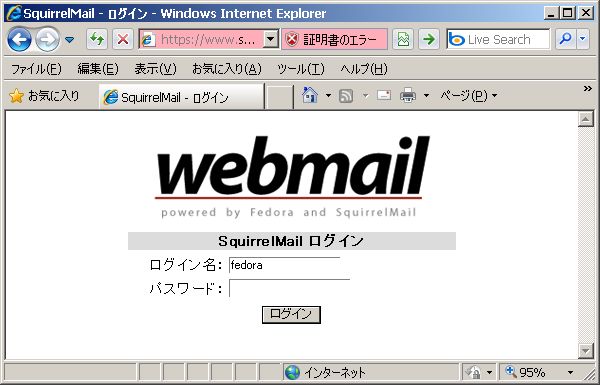 SquirrelMail - ログイン - Windows Internet Explorer
https://www.s... 証明書のエラー Live Search
ファイル(F) 編集(E) 表示(V) お気に入り(A) ツール(T) ヘルプ(H)
お気に入り SquirrelMail - ログイン ページ(P) »
webmail
powered by Fedora and SquirrelMail
SquirrelMail ログイン
ログイン名: fedora
パスワード:
ログイン
インターネット 95%